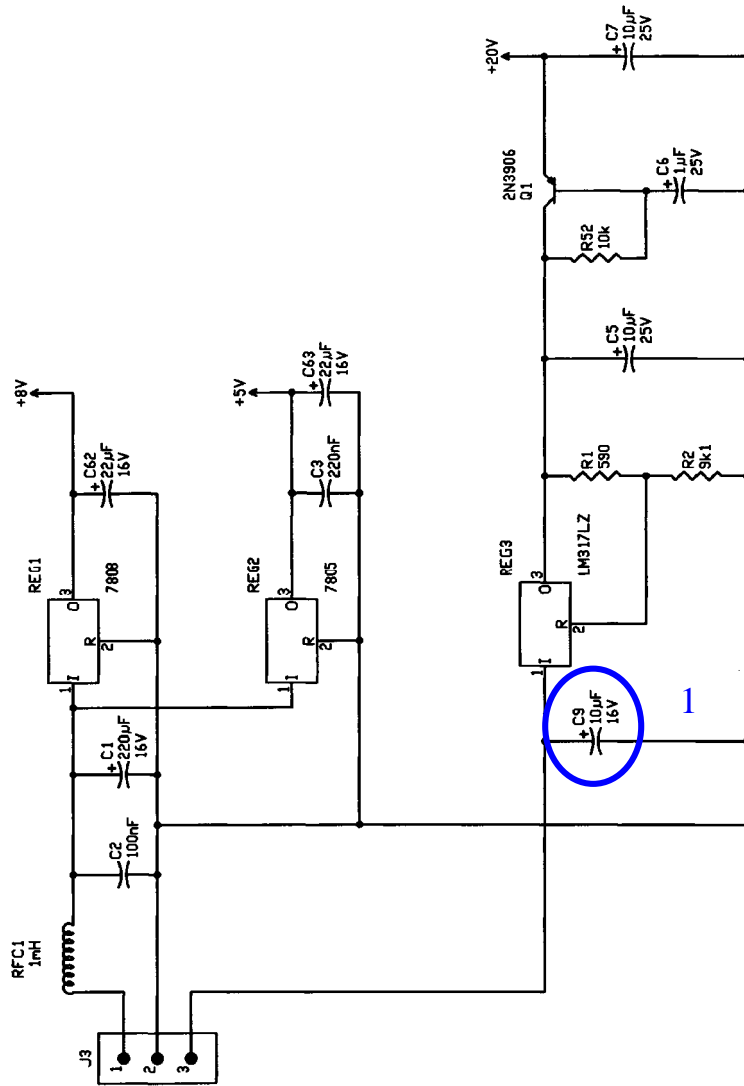 +20V
C7
+
10µF
25V
2N3906
Q1
C6
+
1µF
25V
R52
10k
+8V
+5V
C63
+
22µF
16V
C5
+
10µF
25V
C62
+
22µF
16V
C3
220nF
R1
590
R2
9k1
REG1
7808
3
O
R
2
I
1
REG2
7805
3
O
R
2
I
1
REG3
LM317LZ
3
O
R
2
I
1
C9
+
10µF
16V
1
C1
+
220µF
16V
C2
100nF
RFC1
1mH
J3
1
2
3